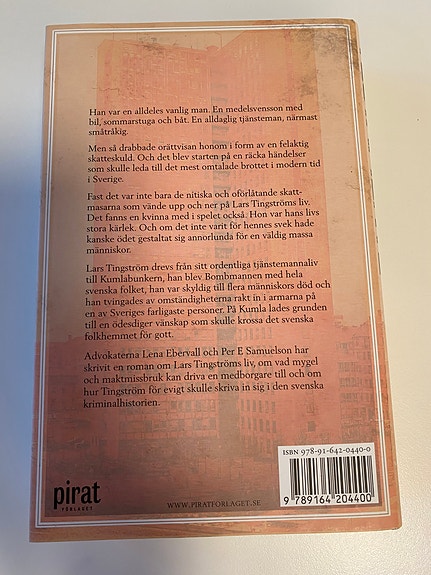 Han var en alldeles vanlig man. En medelsvensson med
bil, sommarstuga och båt. En alldaglig tjänsteman, närmast
småtråkig.
Men så drabbade orättvisan honom i form av en felaktig
skatteskuld. Och det blev starten på en räcka händelser
som skulle leda till det mest omtalade brottet i modern tid
i Sverige.
Fast det var inte bara de nitiska och oförlåtande skatt-
masarna som vände upp och ner på Lars Tingströms liv.
Det fanns en kvinna med i spelet också. Hon var hans livs
stora kärlek. Och om det inte varit för hennes svek hade
kanske ödet gestaltat sig annorlunda för en väldig massa
människor.
Lars Tingström drevs från sitt ordentliga tjänstemannaliv
till Kumlabunkern, han blev Bombmannen med hela
svenska folket, han var skyldig till flera människors död och
han tvingades av omständigheterna rakt in i armarna på
en av Sveriges farligaste personer. På Kumla lades grunden
till en ödesdiger vänskap som skulle krossa det svenska
folkhemmet för gott.
Advokaterna Lena Ebervall och Per E Samuelson har
skrivit en roman om Lars Tingströms liv, om vad mygel
och maktmissbruk kan driva en medborgare till och om
hur Tingström för evigt skulle skriva in sig i den svenska
kriminalhistorien.
ISBN 978-91-642-0440-0
9 789164 204400
pirat
FÖRLAGET
WWW.PIRATFORLAGET.SE